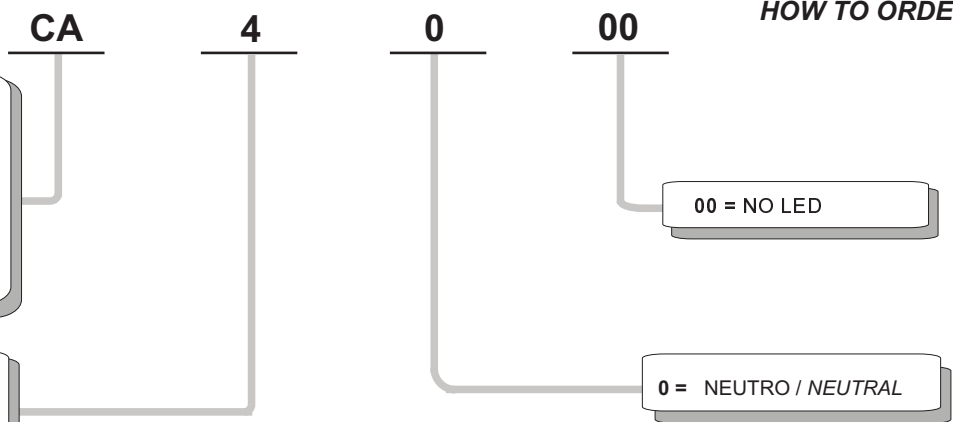 HOW TO ORDE
CA 4 0 00
00 = NO LED
0 = NEUTRO / NEUTRAL